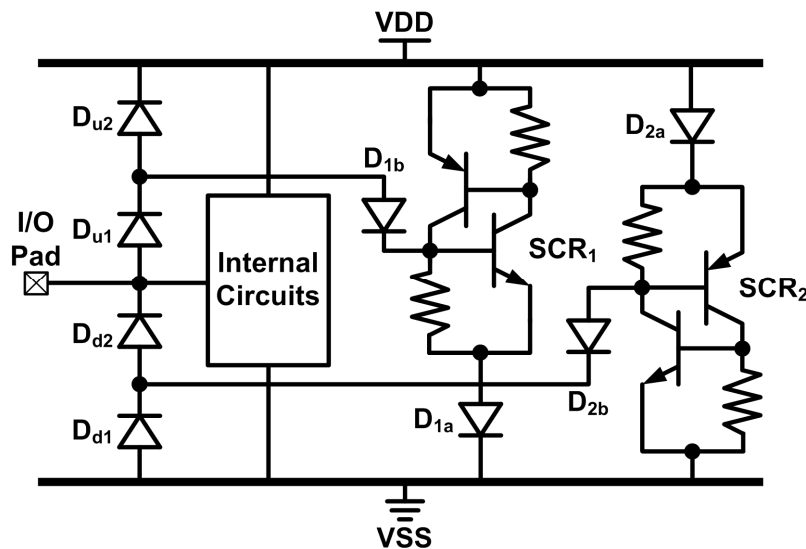 VDD
Du2
D1b
D2a
I/O
Pad
Du1
Internal
Circuits
SCR1
SCR2
Dd2
D2b
Dd1
D1a
VSS